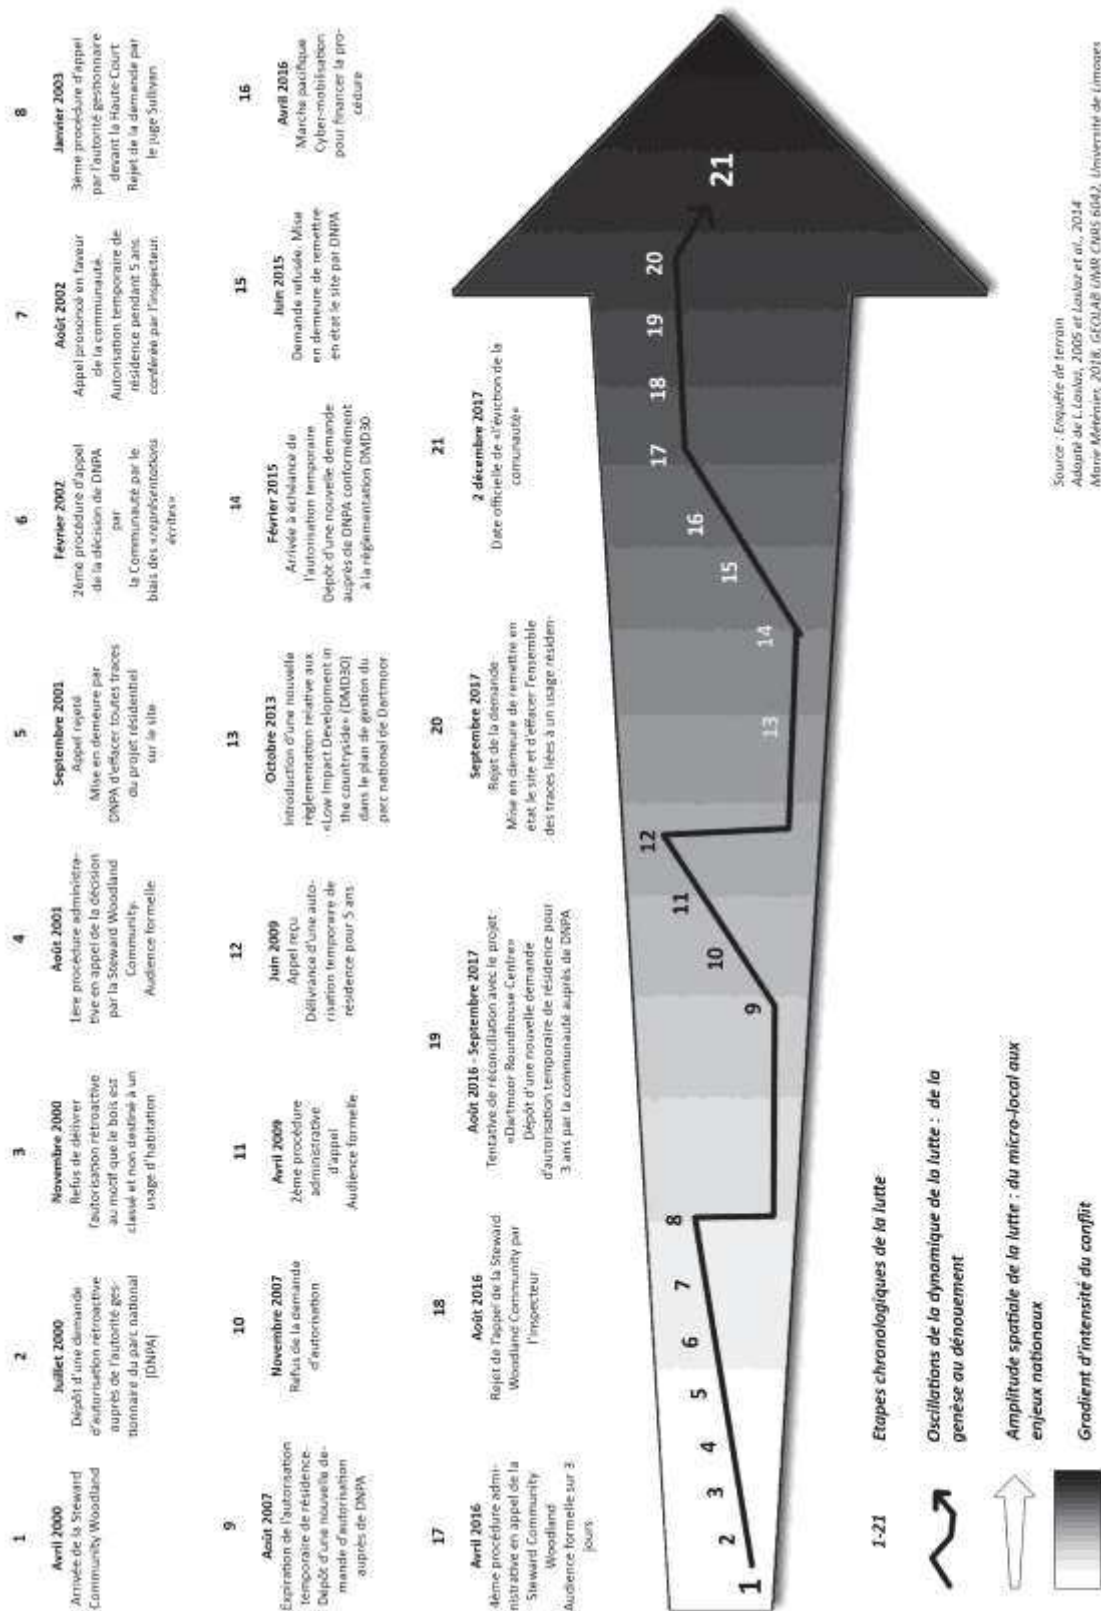 1
Avril 2000
Arrivée de la Steward
Community Woodland
2
Juillet 2000
Dépôt d'une demande
d'autorisation rétroactive
auprès de l'autorité ges-
tionnaire du parc national
(DNPA)
3
Novembre 2000
Refus de délivrer
l'autorisation rétroactive
au motif que le bois est
classé et non destiné à un
usage d'habitation
4
Août 2001
1ere procédure administra-
tive en appel de la décision
par la Steward Woodland
Community.
Audience formelle
5
Septembre 2001
Appel rejeté
Mise en demeure par
DNPA d'effacer toutes traces
du projet résidentiel
sur le site
6
Février 2002
2ème procédure d'appel
de la décision de DNPA
par
la Communauté par le
biais des «représentations
écrites»
7
Août 2002
Appel prononcé en faveur
de la communauté.
Autorisation temporaire de
résidence pendant 5 ans
conférée par l'inspecteur.
8
Janvier 2003
3ème procédure d'appel
par l'autorité gestionnaire
devant la Haute Court
Rejet de la demande par
le juge Sullivan
9
Août 2007
Expiration de l'autorisation
temporaire de résidence
Dépôt d'une nouvelle de-
mande d'autorisation
auprès de DNPA
10
Novembre 2007
Refus de la demande
d'autorisation
11
Avril 2009
2ème procédure
administrative
d'appel
Audience formelle
12
Juin 2009
Appel reçu
Délivrance d'une auto-
risation temporaire de
résidence pour 5 ans
13
Octobre 2013
Introduction d'une nouvelle
règlementation relative aux
«Low Impact Development in
the countryside» (DMD30)
dans le plan de gestion du
parc national de Dartmoor
14
Février 2015
Arrivée à échéance de
l'autorisation temporaire
Dépôt d'une nouvelle demande
auprès de DNPA conformément
à la règlementation DMD30
15
Juin 2015
Demande refusée. Mise
en demeure de remettre
en état le site par DNPA
16
Avril 2016
Marche pacifique
Cyber-mobilisation
pour financer la pro-
cédure
17
Avril 2016
4ème procédure admi-
nistrative en appel de la
Steward Community
Woodland
Audience formelle sur 3
jours
18
Août 2016
Rejet de l'appel de la Steward
Woodland Community par
l'inspecteur
19
Août 2016 - Septembre 2017
Tentative de réconciliation avec le projet
«Dartmoor Roundhouse Centre»
Dépôt d'une nouvelle demande
d'autorisation temporaire de résidence pour
3 ans par la communauté auprès de DNPA
20
Septembre 2017
Rejet de la demande
Mise en demeure de remettre en
état le site et d'effacer l'ensemble
des traces liées à un usage résiden-
21
2 décembre 2017
Date officielle de «l'éviction de la
comunauté»
1 2 3 4 5 6 7 8 9 10 11 12 13 14 15 16 17 18 19 20 21
1-21 Etapes chronologiques de la lutte
Oscillations de la dynamique de la lutte : de la
genèse au dénouement
Amplitude spatiale de la lutte : du micro-local aux
enjeux nationaux
Gradient d'intensité du conflit
Source : Enquête de terrain
Adapté de L.Laslaz, 2005 et Laslaz et al., 2014
Marie Méténier, 2018, GEOLAB UMR CNRS 6042, Université de Limoges